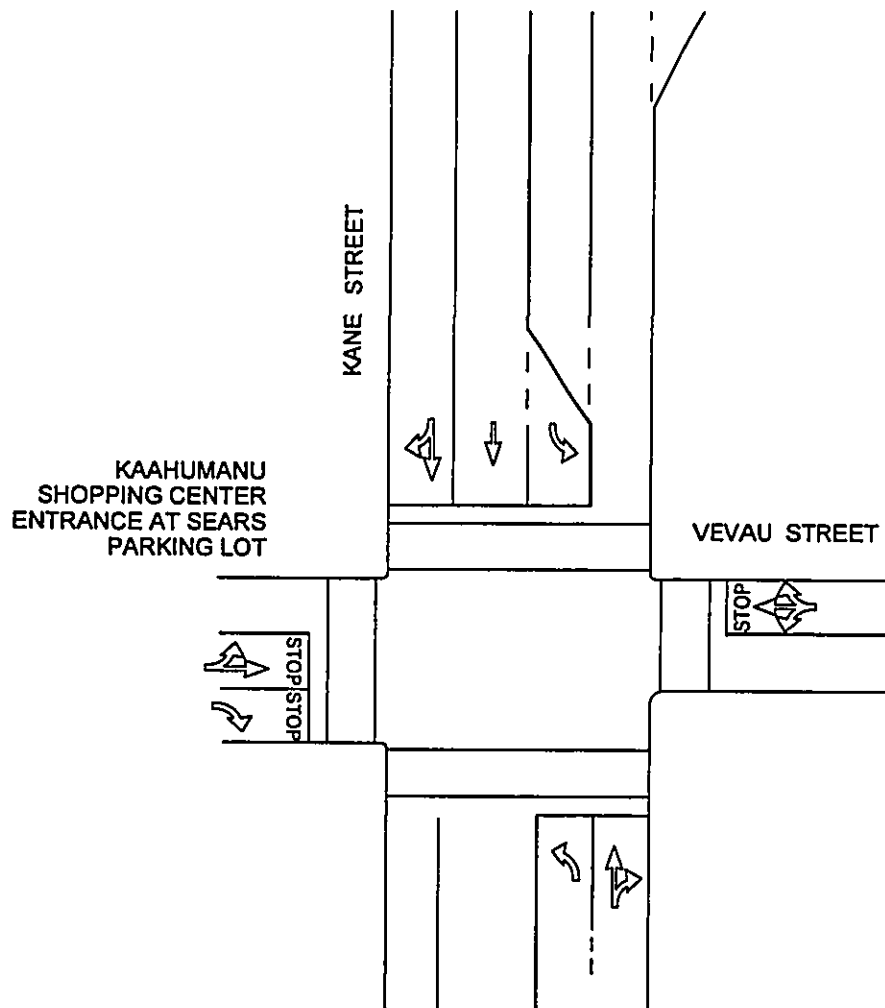 KANE STREET
KAAHUMANU
SHOPPING CENTER
ENTRANCE AT SEARS
PARKING LOT
VEVAU STREET
STOP
STOP
STOP